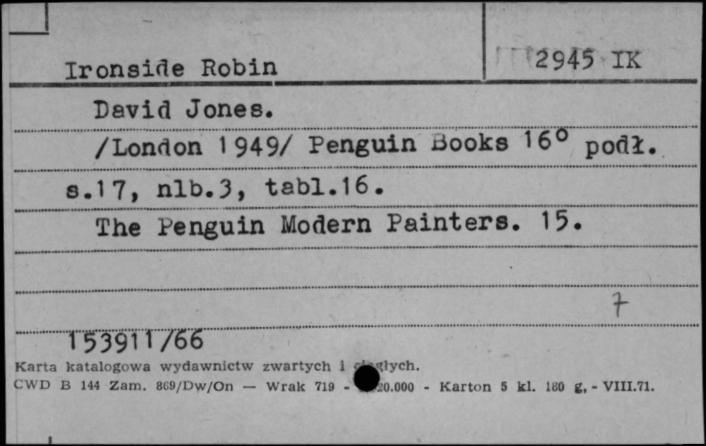 Ironside Robin 2945 IK
David Jones.
/London 1949/ Penguin Books 16° podł.
s.17, nlb.3, tabl.16.
The Penguin Modern Painters. 15.
7
153911/66
Karta katalogowa wydawnictw zwartych i
CWD B 144 Zam. 869/Dw/On — Wrak 719 - 20.000 - Karton 5 kl. 180 g. - VIII.71.